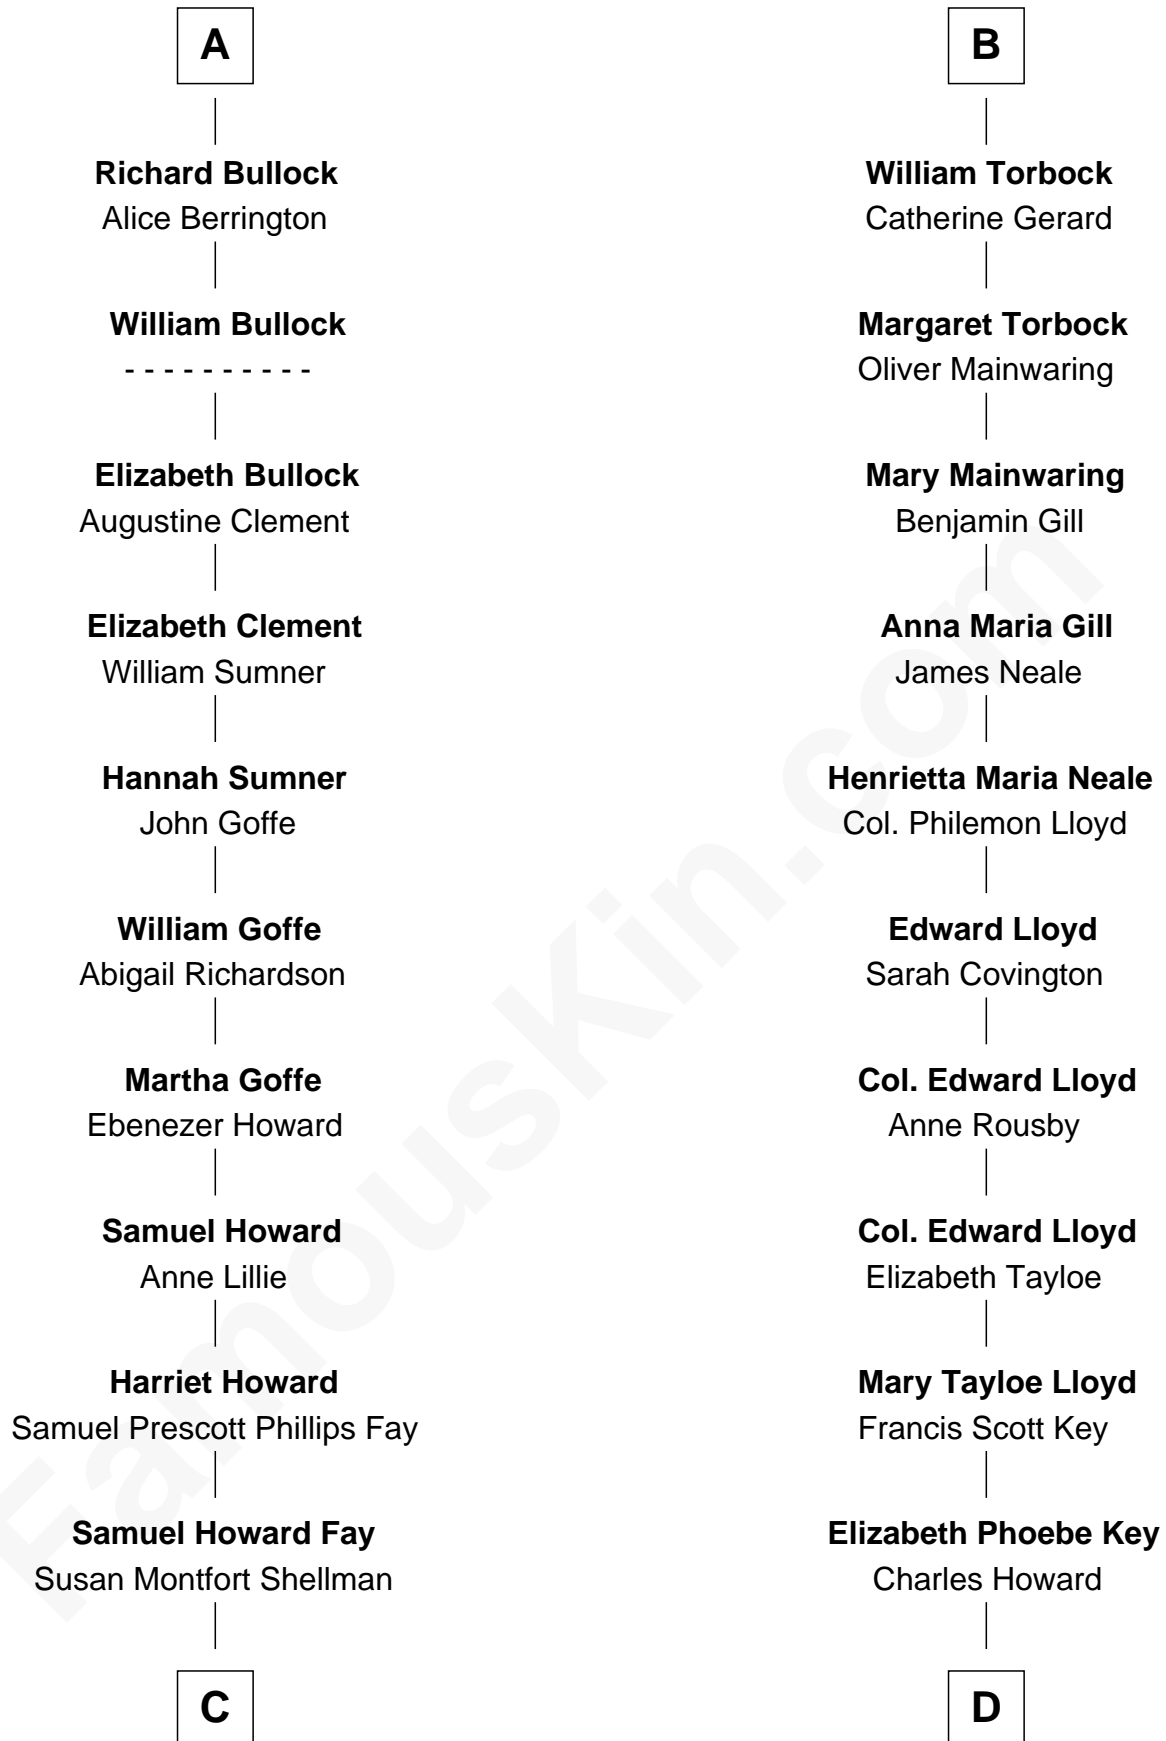 A
Richard Bullock
Alice Berrington
William Bullock
- - - - - - - - - -
Elizabeth Bullock
Augustine Clement
Elizabeth Clement
William Sumner
Hannah Sumner
John Goffe
William Goffe
Abigail Richardson
Martha Goffe
Ebenezer Howard
Samuel Howard
Anne Lillie
Harriet Howard
Samuel Prescott Phillips Fay
Samuel Howard Fay
Susan Montfort Shellman
C
B
William Torbock
Catherine Gerard
Margaret Torbock
Oliver Mainwaring
Mary Mainwaring
Benjamin Gill
Anna Maria Gill
James Neale
Henrietta Maria Neale
Col. Philemon Lloyd
Edward Lloyd
Sarah Covington
Col. Edward Lloyd
Anne Rousby
Col. Edward Lloyd
Elizabeth Tayloe
Mary Tayloe Lloyd
Francis Scott Key
Elizabeth Phoebe Key
Charles Howard
D
FamousKin.com